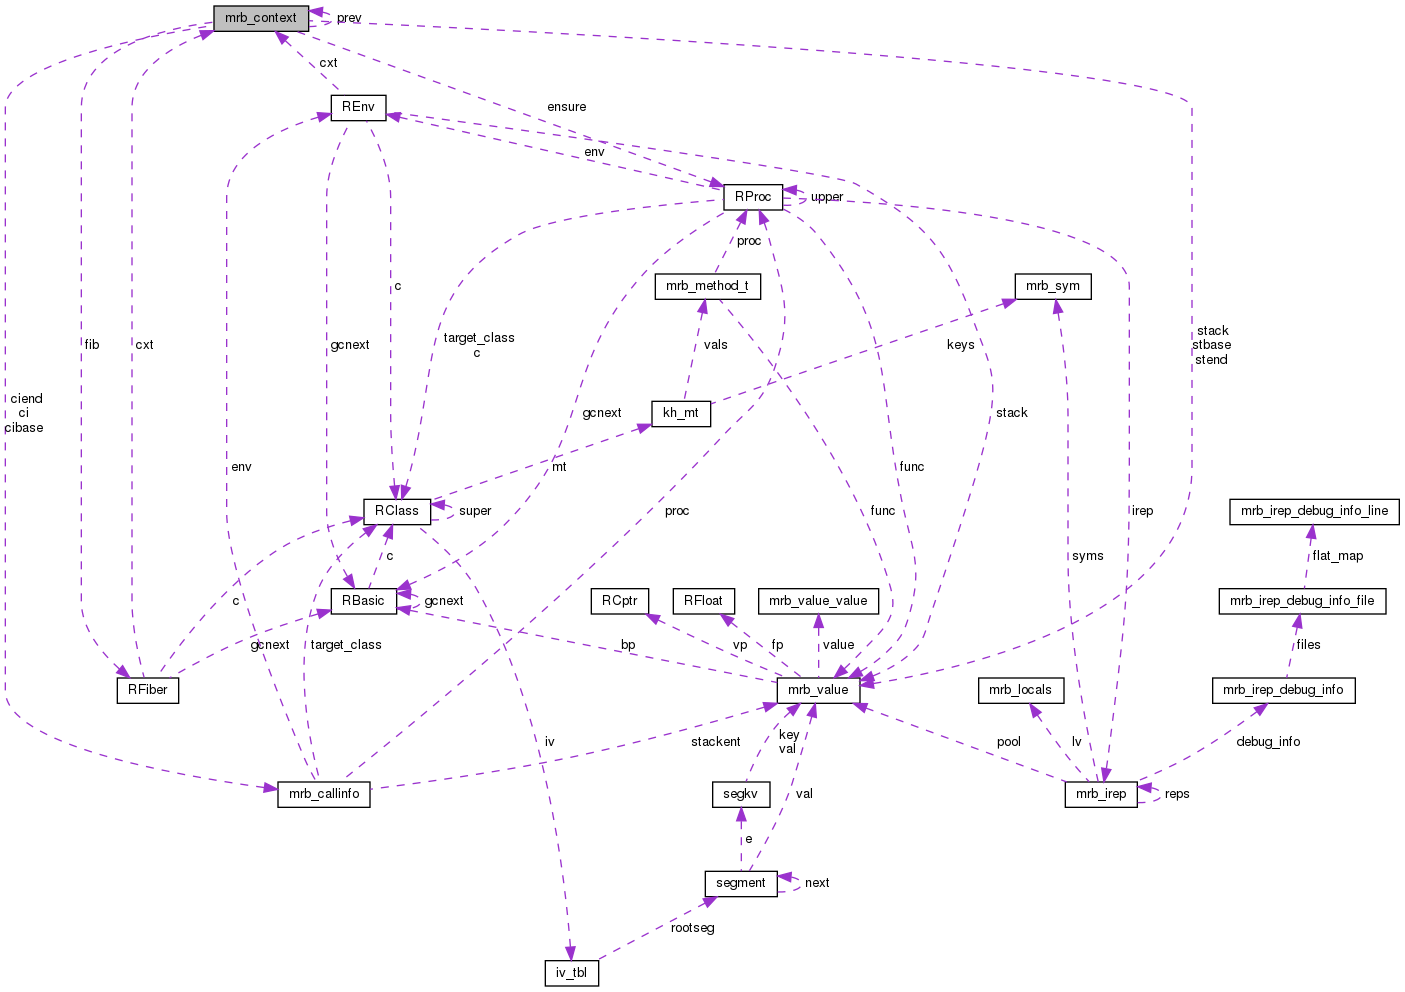 mrb_context
prev
cxt
REnv
ensure
env
RProc
upper
proc
mrb_method_t
mrb_sym
c
stack
stbase
stend
target_class
c
fib
cxt
gcnext
vals
keys
ciend
ci
cibase
gcnext
kh_mt
stack
env
mt
func
RClass
super
proc
func
irep
mrb_irep_debug_info_line
c
syms
flat_map
c
RBasic
gcnext
RCptr
RFloat
mrb_value_value
mrb_irep_debug_info_file
gcnext
target_class
bp
vp
fp
value
files
RFiber
mrb_value
mrb_locals
mrb_irep_debug_info
iv
stackent
key
val
pool
lv
debug_info
mrb_callinfo
segkv
val
mrb_irep
reps
e
segment
next
rootseg
iv_tbl